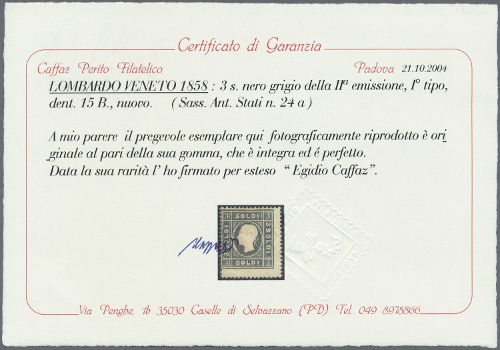 Certificato di Garanzia
Caffaz Perito Filatelico
Padova 21.10.2004
LOMBARDO VENETO 1858 : 3 s. nero grigio della IIª emissione, I° tipo,
dent. 15 B., nuovo. ( Sass. Ant. Stati n. 24 a )
A mio parere il pregevole esemplare qui fotograficamente riprodotto è ori
ginale al pari della sua gomma, che è integra ed é perfetto.
Data la sua rarità l' ho firmato per esteso " Egidio Caffaz".
SOLDI
3 3
SOLDI
Via Penghe, 1b 35030 Caselle di Selvazzano (PD) Tel. 049 8978866